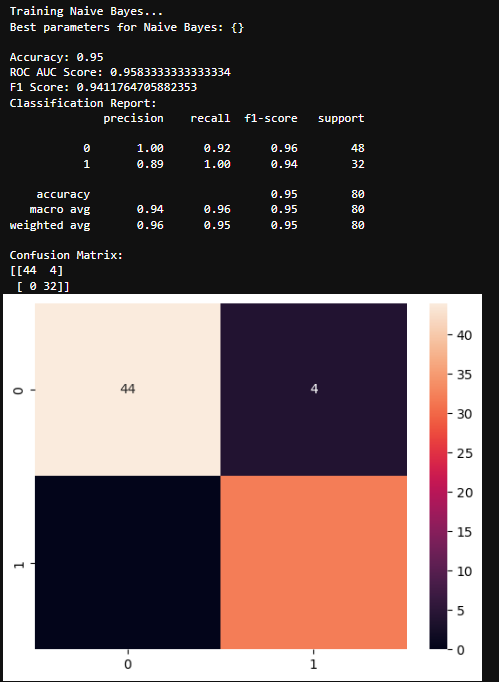 Training Naive Bayes...
Best parameters for Naive Bayes: {}
Accuracy: 0.95
ROC AUC Score: 0.9583333333333334
F1 Score: 0.9411764705882353
Classification Report:
precision recall f1-score support
0 1.00 0.92 0.96 48
1 0.89 1.00 0.94 32
accuracy 0.95 80
macro avg 0.94 0.96 0.95 80
weighted avg 0.96 0.95 0.95 80
Confusion Matrix:
[[44 4]
[ 0 32]]
0
44
4
1
0
1
40
35
30
25
20
15
10
5
0